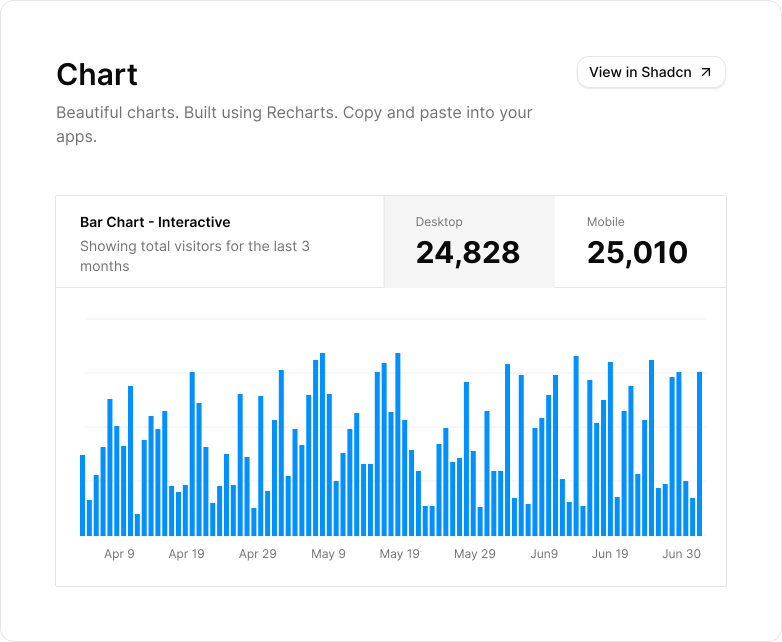 Chart
View in Shadcn
Beautiful charts. Built using Recharts. Copy and paste into your
apps.
Bar Chart - Interactive
Showing total visitors for the last 3
months
Desktop
24,828
Mobile
25,010
Apr 9
Apr 19
Apr 29
May 9
May 19
May 29
Jun9
Jun 19
Jun 30